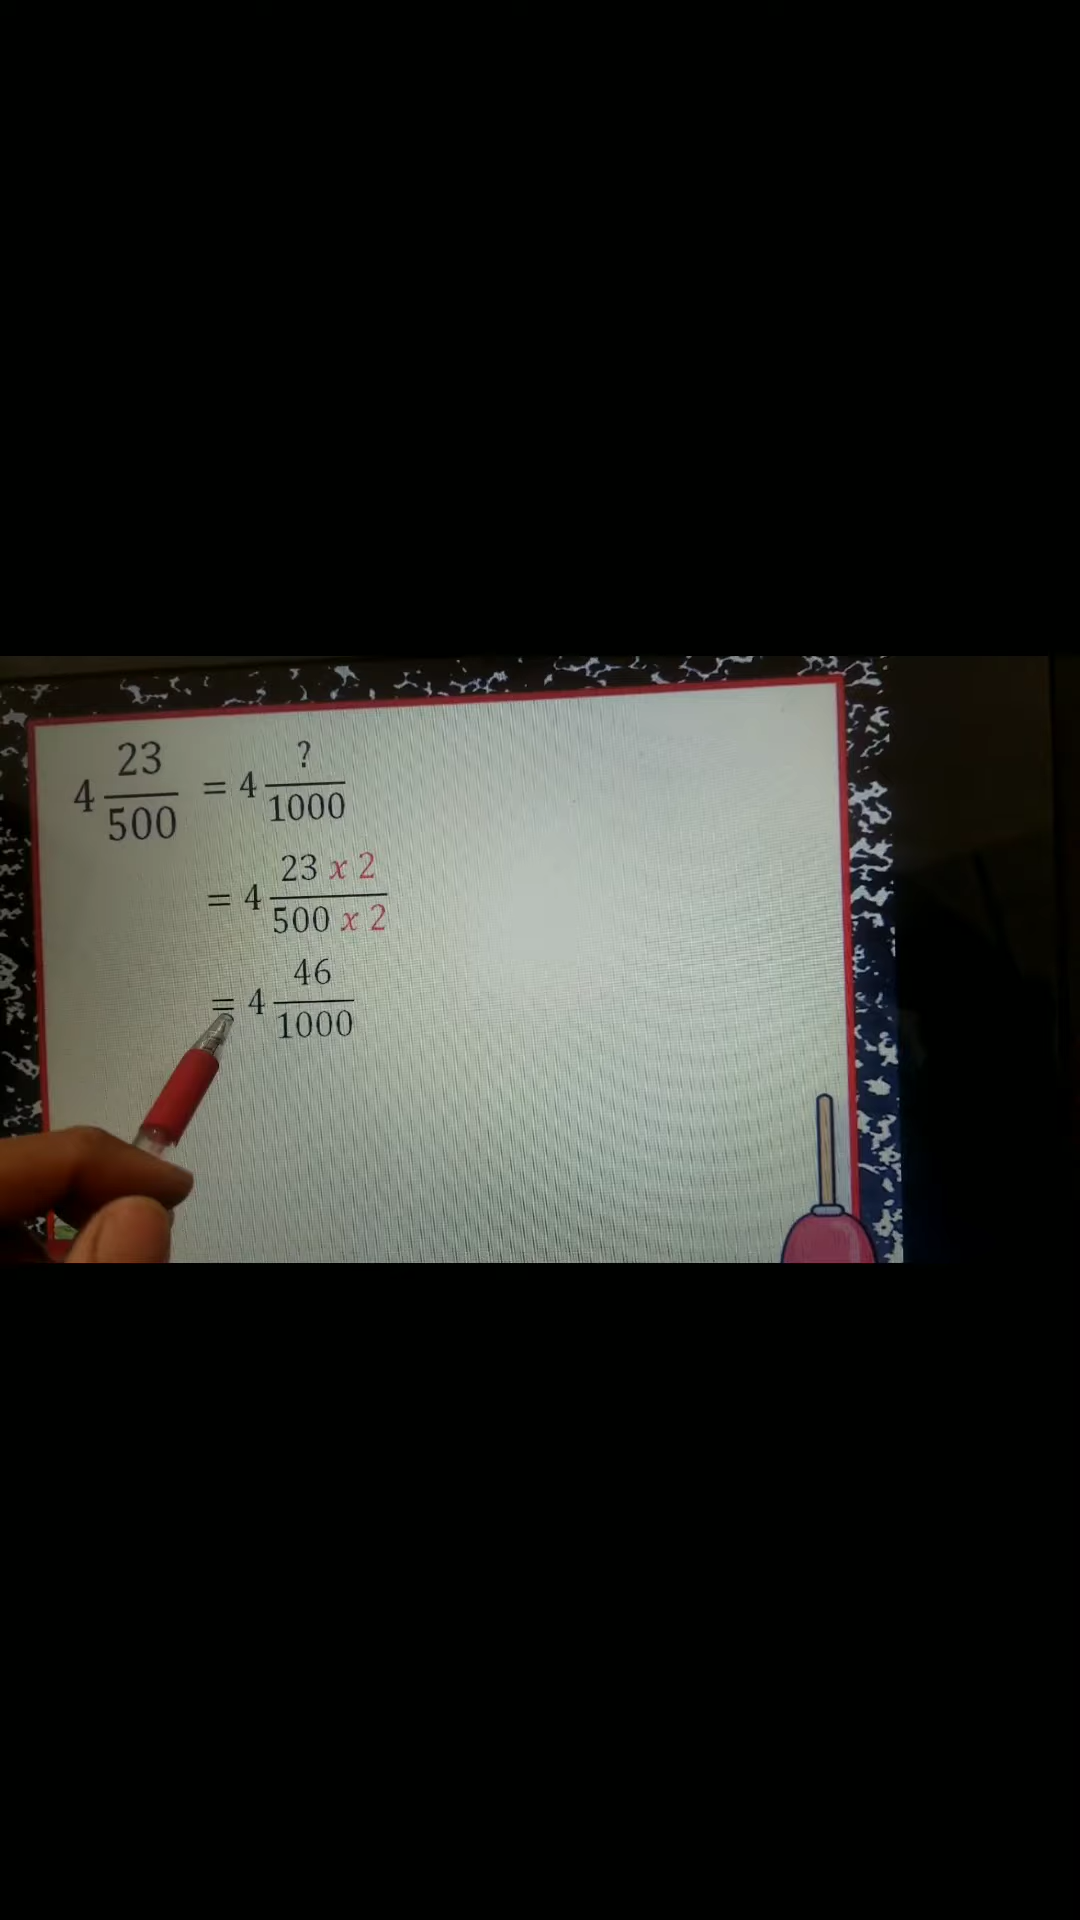 4 23/500 = 4 ?/1000
= 4 23 x 2/500 x 2
= 4 46/1000